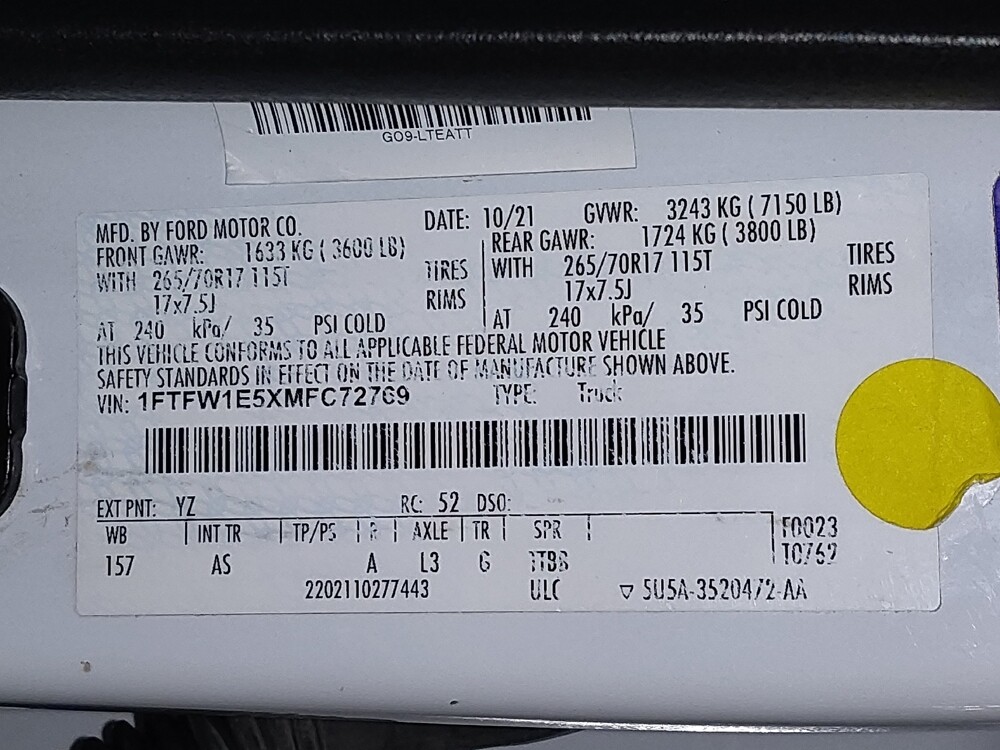 GO9-LTEATT
MFD. BY FORD MOTOR CO. DATE: 10/21 GVWR: 3243 KG ( 7150 LB)
FRONT GAWR: 1633 KG ( 3600 LB) REAR GAWR: 1724 KG ( 3800 LB)
WITH 265/70R17 115T TIRES WITH 265/70R17 115T TIRES
17x7.5J RIMS 17x7.5J RIMS
AT 240 kPa/ 35 PSI COLD AT 240 kPa/ 35 PSI COLD
THIS VEHICLE CONFORMS TO ALL APPLICABLE FEDERAL MOTOR VEHICLE
SAFETY STANDARDS IN EFFECT ON THE DATE OF MANUFACTURE SHOWN ABOVE.
VIN: 1FTFW1E5XMFC72769 TYPE: Truck
EXT PNT: YZ RC: 52 DSO:
WB INT TR TP/PS R AXLE TR SPR F0023
157 AS A L3 G TTBB
2202110277443 ULC ▽ 5U5A-3520472-AA